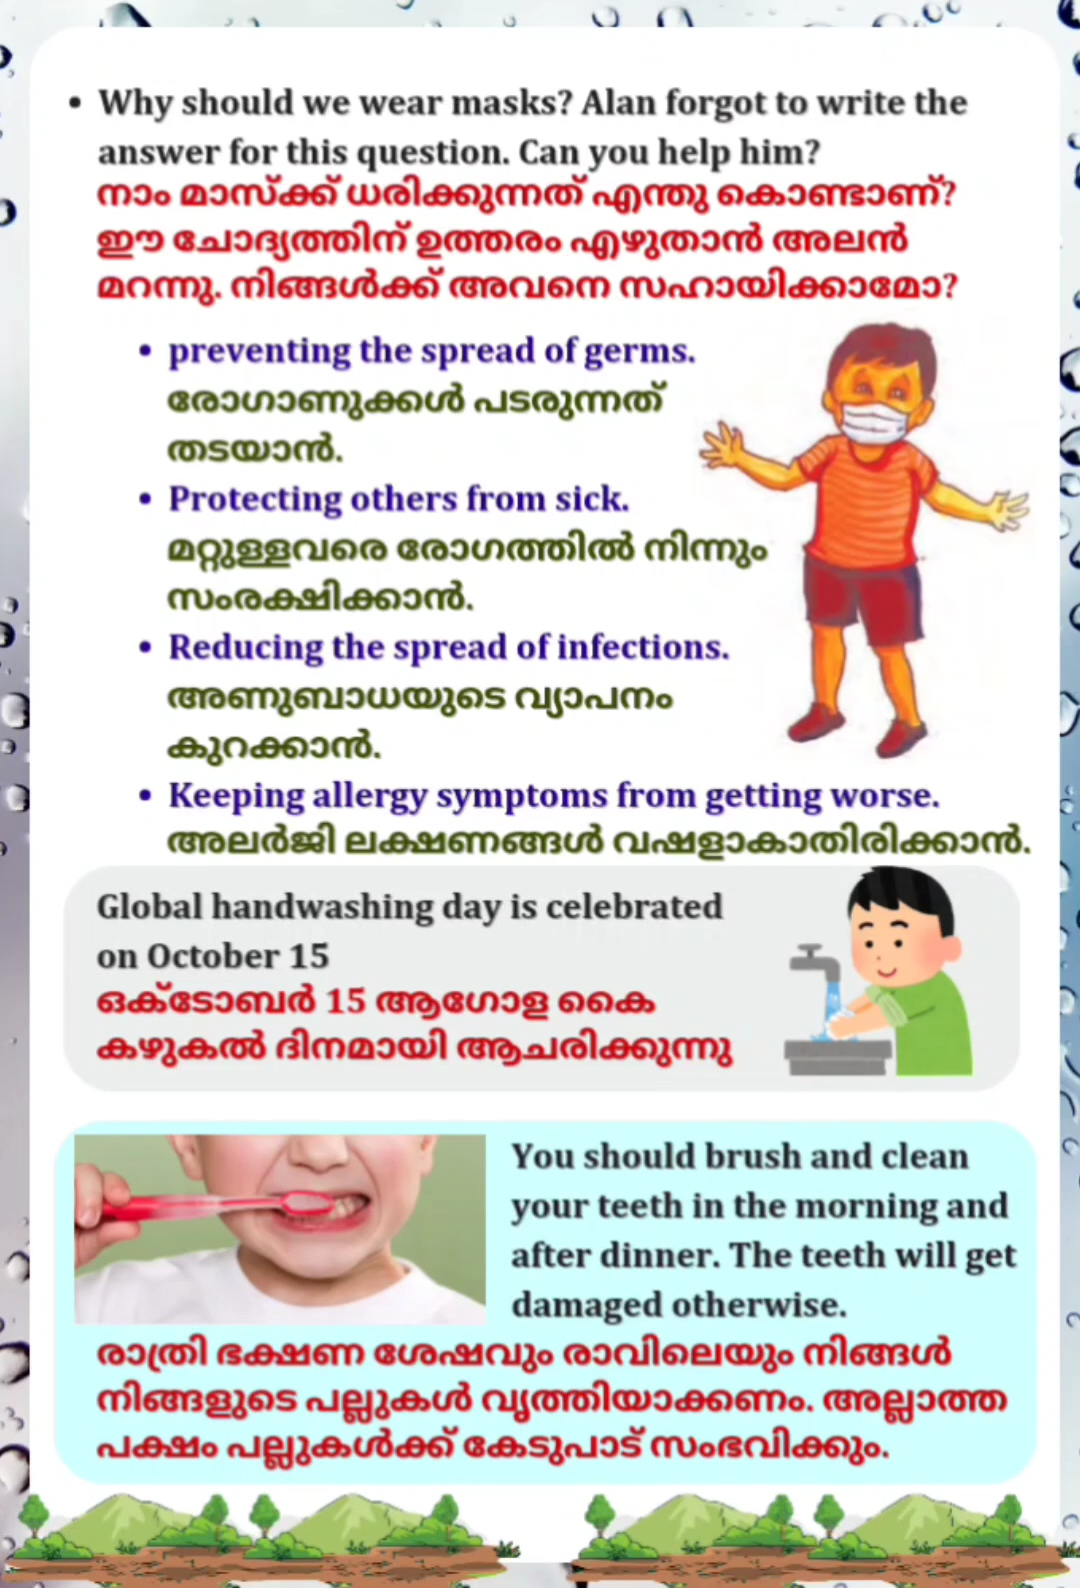 • Why should we wear masks? Alan forgot to write the
answer for this question. Can you help him?
നാം മാസ്ക്ക് ധരിക്കുന്നത് എന്തു കൊണ്ടാണ്?
ഈ ചോദ്യത്തിന് ഉത്തരം എഴുതാൻ അലൻ
മറന്നു. നിങ്ങൾക്ക് അവനെ സഹായിക്കാമോ?
• preventing the spread of germs.
രോഗാണുക്കൾ പടരുന്നത്
തടയാൻ.
• Protecting others from sick.
മറ്റുള്ളവരെ രോഗത്തിൽ നിന്നും
സംരക്ഷിക്കാൻ.
• Reducing the spread of infections.
അണുബാധയുടെ വ്യാപനം
കുറക്കാൻ.
• Keeping allergy symptoms from getting worse.
അലർജി ലക്ഷണങ്ങൾ വഷളാകാതിരിക്കാൻ.
Global handwashing day is celebrated
on October 15
ഒക്ടോബർ 15 ആഗോള കൈ
കഴുകൽ ദിനമായി ആചരിക്കുന്നു
You should brush and clean
your teeth in the morning and
after dinner. The teeth will get
damaged otherwise.
രാത്രി ഭക്ഷണ ശേഷവും രാവിലെയും നിങ്ങൾ
നിങ്ങളുടെ പല്ലുകൾ വൃത്തിയാക്കണം. അല്ലാത്ത
പക്ഷം പല്ലുകൾക്ക് കേടുപാട് സംഭവിക്കും.